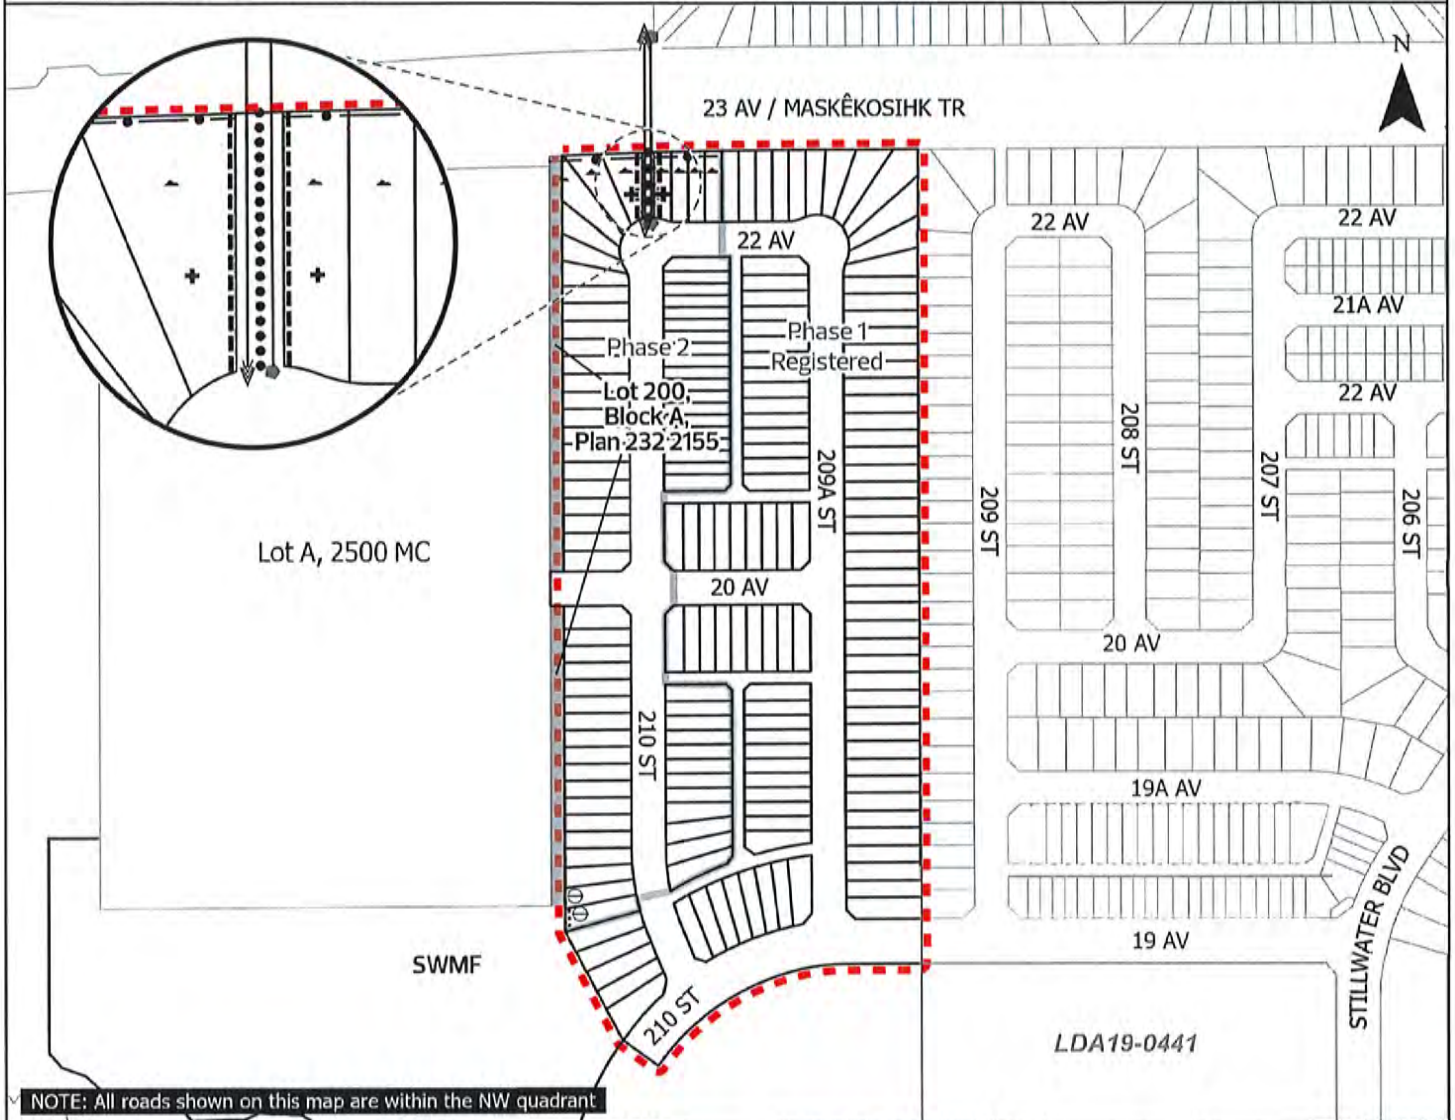 N
23 AV / MASKÊKOSIHK TR
22 AV
22 AV
22 AV
21A AV
22 AV
Phase 1
Registered
Phase 2
Lot 200,
Block A,
Plan 232 2155
209A ST
209 ST
208 ST
207 ST
206 ST
Lot A, 2500 MC
20 AV
20 AV
210 ST
19A AV
19 AV
STILLWATER BLVD
SWMF
210 ST
LDA19-0441
NOTE: All roads shown on this map are within the NW quadrant